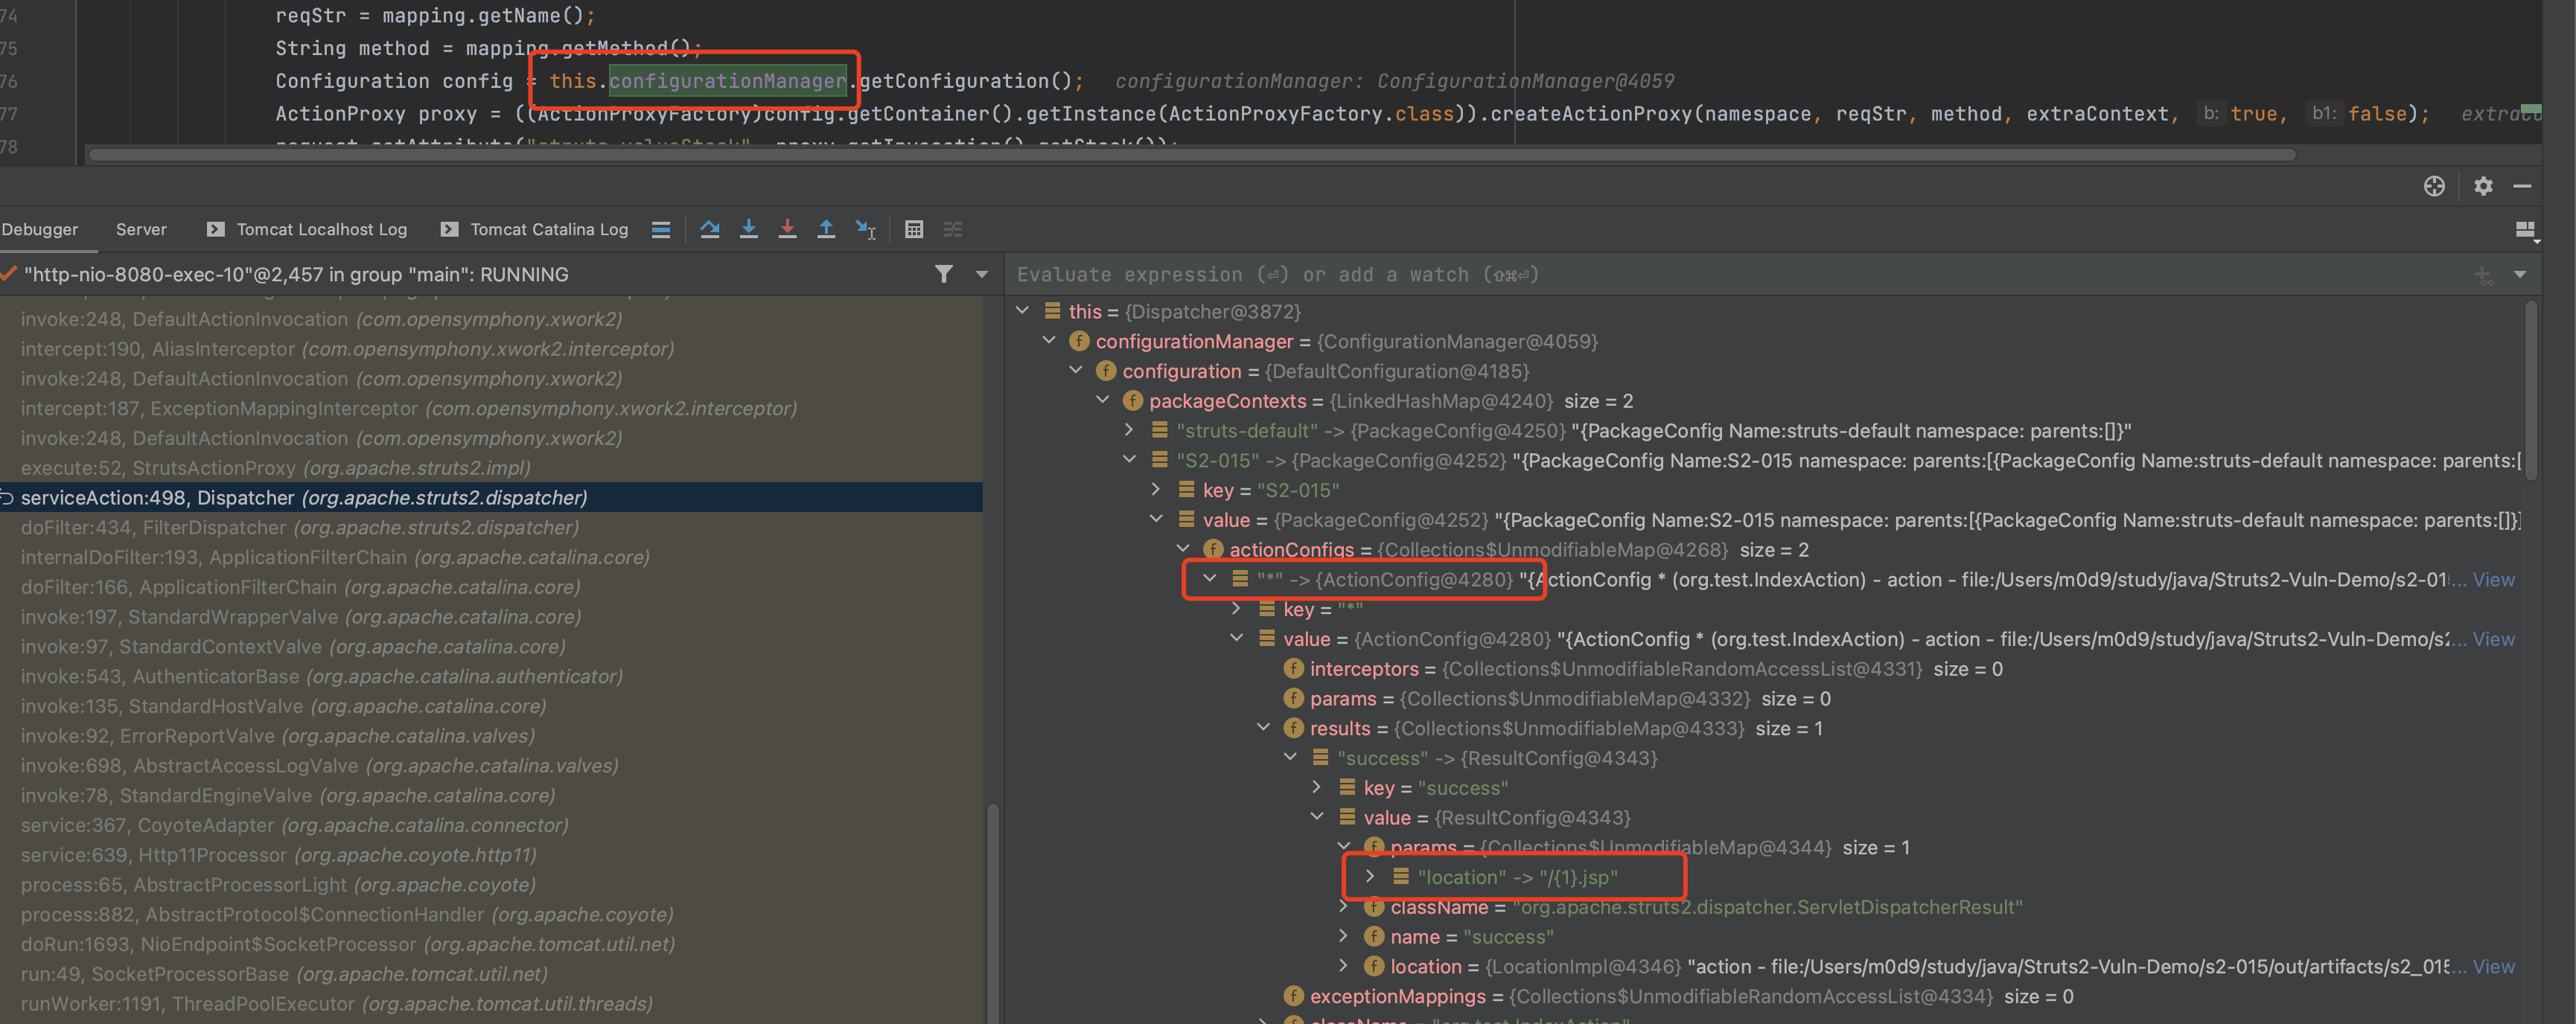 74 reqStr = mapping.getName();
75 String method = mapping.getMethod();
76 Configuration config = this.configurationManager.getConfiguration(); configurationManager: ConfigurationManager@4059
77 ActionProxy proxy = ((ActionProxyFactory)config.getContainer().getInstance(ActionProxyFactory.class)).createActionProxy(namespace, reqStr, method, extraContext, b: true, b1: false);
78 request.setAttribute("struts.valueStack", proxy.getInvocation().getStack());
Debugger Server Tomcat Localhost Log Tomcat Catalina Log
"http-nio-8080-exec-10"@2,457 in group "main": RUNNING
invoke:248, DefaultActionInvocation (com.opensymphony.xwork2)
intercept:190, AliasInterceptor (com.opensymphony.xwork2.interceptor)
invoke:248, DefaultActionInvocation (com.opensymphony.xwork2)
intercept:187, ExceptionMappingInterceptor (com.opensymphony.xwork2.interceptor)
invoke:248, DefaultActionInvocation (com.opensymphony.xwork2)
execute:52, StrutsActionProxy (org.apache.struts2.impl)
serviceAction:498, Dispatcher (org.apache.struts2.dispatcher)
doFilter:434, FilterDispatcher (org.apache.struts2.dispatcher)
internalDoFilter:193, ApplicationFilterChain (org.apache.catalina.core)
doFilter:166, ApplicationFilterChain (org.apache.catalina.core)
invoke:197, StandardWrapperValve (org.apache.catalina.core)
invoke:97, StandardContextValve (org.apache.catalina.core)
invoke:543, AuthenticatorBase (org.apache.catalina.authenticator)
invoke:135, StandardHostValve (org.apache.catalina.core)
invoke:92, ErrorReportValve (org.apache.catalina.valves)
invoke:698, AbstractAccessLogValve (org.apache.catalina.valves)
invoke:78, StandardEngineValve (org.apache.catalina.core)
service:367, CoyoteAdapter (org.apache.catalina.connector)
service:639, Http11Processor (org.apache.coyote.http11)
process:65, AbstractProcessorLight (org.apache.coyote)
process:882, AbstractProtocol$ConnectionHandler (org.apache.coyote)
doRun:1693, NioEndpoint$SocketProcessor (org.apache.tomcat.util.net)
run:49, SocketProcessorBase (org.apache.tomcat.util.net)
runWorker:1191, ThreadPoolExecutor (org.apache.tomcat.util.threads)
Evaluate expression (⏎) or add a watch (⇧⌘⏎)
this = {Dispatcher@3872}
configurationManager = {ConfigurationManager@4059}
configuration = {DefaultConfiguration@4185}
packageContexts = {LinkedHashMap@4240} size = 2
"struts-default" -> {PackageConfig@4250} "{PackageConfig Name:struts-default namespace: parents:[]}"
"S2-015" -> {PackageConfig@4252} "{PackageConfig Name:S2-015 namespace: parents:[{PackageConfig Name:struts-default namespace: parents:[
key = "S2-015"
value = {PackageConfig@4252} "{PackageConfig Name:S2-015 namespace: parents:[{PackageConfig Name:struts-default namespace: parents:[]}]
actionConfigs = {Collections$UnmodifiableMap@4268} size = 2
"*" -> {ActionConfig@4280} "{ActionConfig * (org.test.IndexAction) - action - file:/Users/m0d9/study/java/Struts2-Vuln-Demo/s2-01... View
key = "*"
value = {ActionConfig@4280} "{ActionConfig * (org.test.IndexAction) - action - file:/Users/m0d9/study/java/Struts2-Vuln-Demo/s2... View
interceptors = {Collections$UnmodifiableRandomAccessList@4331} size = 0
params = {Collections$UnmodifiableMap@4332} size = 0
results = {Collections$UnmodifiableMap@4333} size = 1
"success" -> {ResultConfig@4343}
key = "success"
value = {ResultConfig@4343}
params = {Collections$UnmodifiableMap@4344} size = 1
"location" -> "/{1}.jsp"
className = "org.apache.struts2.dispatcher.ServletDispatcherResult"
name = "success"
location = {LocationImpl@4346} "action - file:/Users/m0d9/study/java/Struts2-Vuln-Demo/s2-015/out/artifacts/s2_015... View
exceptionMappings = {Collections$UnmodifiableRandomAccessList@4334} size = 0